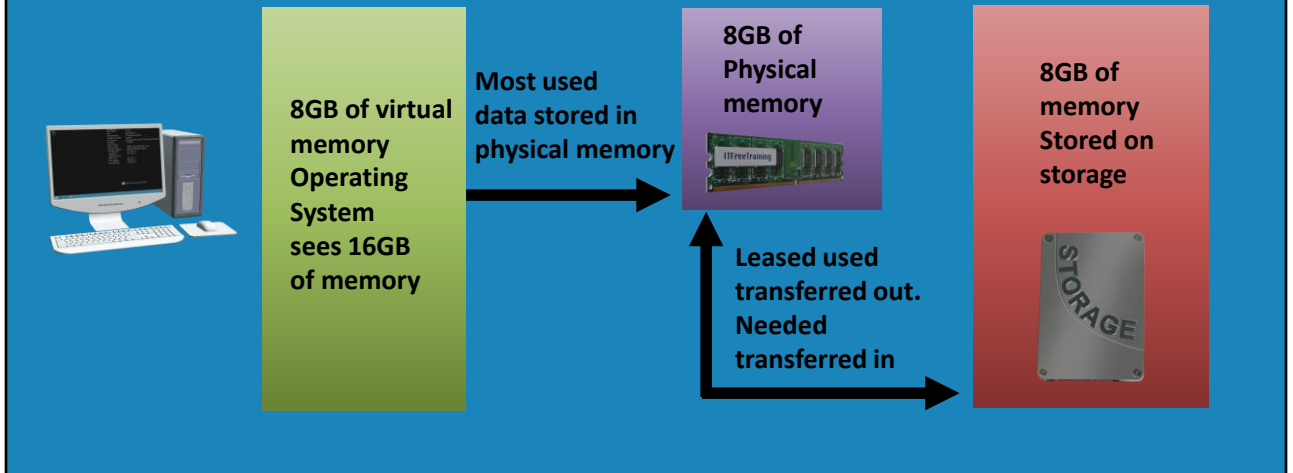 8GB of virtual
memory
Operating
System
sees 16GB
of memory
Most used
data stored in
physical memory
8GB of
Physical
memory
ITFreeTraining
Leased used
transferred out.
Needed
transferred in
8GB of
memory
Stored on
storage
STORAGE